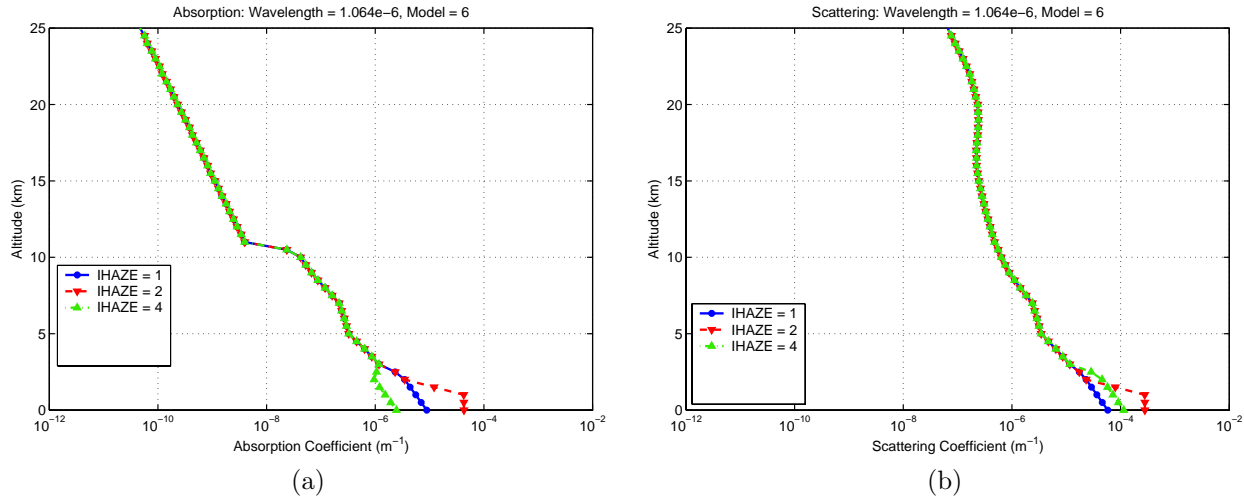 Absorption: Wavelength = 1.064e-6, Model = 6
25
20
15
10
5
0
Altitude (km)
IHAZE = 1
IHAZE = 2
IHAZE = 4
10−12
10−10
10−8
10−6
10−4
10−2
Absorption Coefficient (m−1)
(a)
Scattering: Wavelength = 1.064e-6, Model = 6
25
20
15
10
5
0
Altitude (km)
IHAZE = 1
IHAZE = 2
IHAZE = 4
10−12
10−10
10−8
10−6
10−4
10−2
Scattering Coefficient (m−1)
(b)